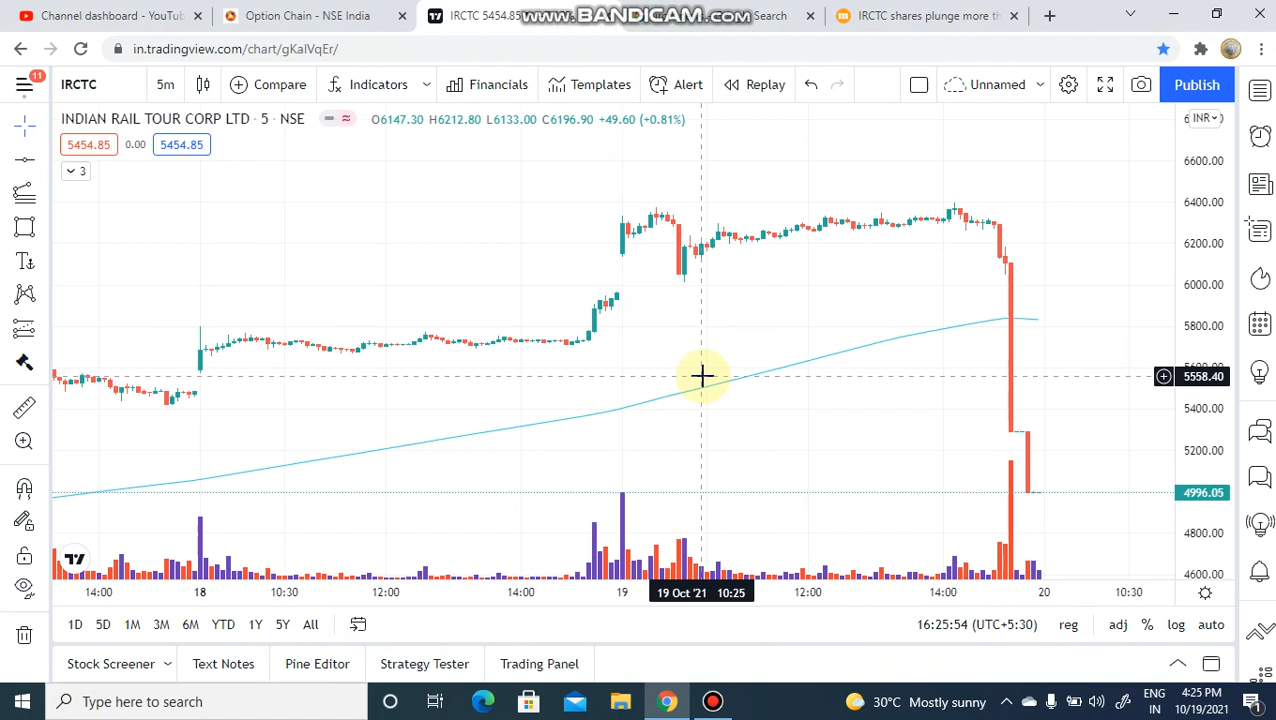 Channel dashboard - YouTu
Option Chain - NSE India
IRCTC 5454.85
www.BANDICAM.com
Search
IRCTC shares plunge more th
in.tradingview.com/chart/gKalVqEr/
11
IRCTC
5m
Compare
Indicators
Financials
Templates
Alert
Replay
Unnamed
Publish
INDIAN RAIL TOUR CORP LTD · 5 · NSE
O6147.30 H6212.80 L6133.00 C6196.90 +49.60 (+0.81%)
INR
5454.85 0.00 5454.85
3
6600.00
6400.00
6200.00
6000.00
5800.00
5558.40
5400.00
5200.00
4996.05
4800.00
4600.00
14:00 18 10:30 12:00 14:00 19 19 Oct '21 10:25 12:00 14:00 20 10:30
1D 5D 1M 3M 6M YTD 1Y 5Y All
16:25:54 (UTC+5:30) reg adj % log auto
Stock Screener Text Notes Pine Editor Strategy Tester Trading Panel
Type here to search
30°C Mostly sunny
ENG
IN
4:25 PM
10/19/2021
1